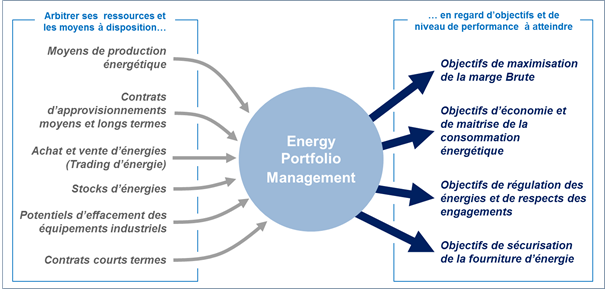 Arbitrer ses ressources et
les moyens à disposition...
Moyens de production
énergétique
Contrats
d'approvisionnements
moyens et longs termes
Achat et vente d'énergies
(Trading d'énergie)
Stocks d'énergies
Potentiels d'effacement des
équipements industriels
Contrats courts termes
Energy
Portfolio
Management
... en regard d'objectifs et de
niveau de performance à atteindre
Objectifs de maximisation
de la marge Brute
Objectifs d'économie et
de maitrise de la
consommation
énergétique
Objectifs de régulation des
énergies et de respects des
engagements
Objectifs de sécurisation
de la fourniture d'énergie